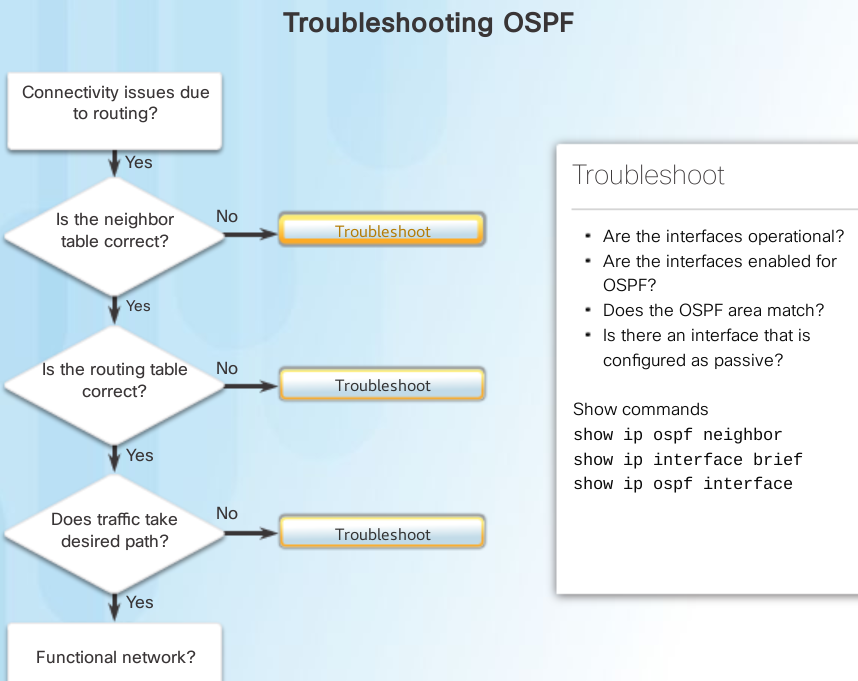 Troubleshooting OSPF
Connectivity issues due
to routing?
Yes
Is the neighbor
table correct?
No
Troubleshoot
Yes
Is the routing table
correct?
No
Troubleshoot
Yes
Does traffic take
desired path?
No
Troubleshoot
Yes
Functional network?
Troubleshoot
Are the interfaces operational?
Are the interfaces enabled for
OSPF?
Does the OSPF area match?
Is there an interface that is
configured as passive?
Show commands
show ip ospf neighbor
show ip interface brief
show ip ospf interface